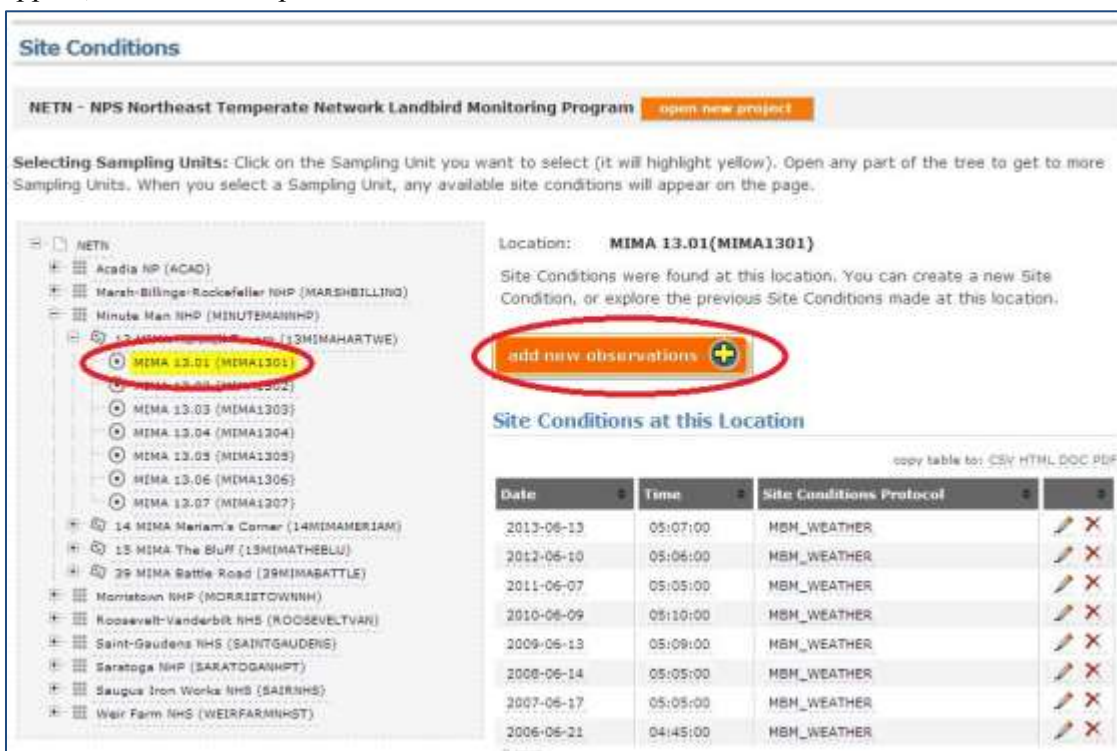 Site Conditions
NETN - NPS Northeast Temperate Network Landbird Monitoring Program open new project
Selecting Sampling Units: Click on the Sampling Unit you want to select (it will highlight yellow). Open any part of the tree to get to more
Sampling Units. When you select a Sampling Unit, any available site conditions will appear on the page.
NETN
Acadia NP (ACAD)
Marsh-Billings-Rockefeller NHP (MARSHBILLING)
Minute Man NHP (MINUTEMANNHP)
13 MIMA (13MIMAHARTWE)
MIMA 13.01 (MIMA1301)
MIMA 13.02 (MIMA1302)
MIMA 13.03 (MIMA1303)
MIMA 13.04 (MIMA1304)
MIMA 13.05 (MIMA1305)
MIMA 13.06 (MIMA1306)
MIMA 13.07 (MIMA1307)
14 MIMA Meriam's Corner (14MIMAMERIAM)
15 MIMA The Bluff (15MIMATHEBLU)
39 MIMA Battle Road (39MIMABATTLE)
Morristown NHP (MORRISTOWNNH)
Roosevelt-Vanderbilt NHS (ROOSEVELTVAN)
Saint-Gaudens NHS (SAINTGAUDENS)
Saratoga NHP (SARATOGANHPT)
Saugus Iron Works NHS (SAIRNHS)
Weir Farm NHS (WEIRFARMNHST)
Location: MIMA 13.01(MIMA1301)
Site Conditions were found at this location. You can create a new Site
Condition, or explore the previous Site Conditions made at this location.
add new observations
Site Conditions at this Location
copy table to: CSV HTML DOC PDF
Date Time Site Conditions Protocol
2013-06-13 05:07:00 MBM_WEATHER
2012-06-10 05:06:00 MBM_WEATHER
2011-06-07 05:05:00 MBM_WEATHER
2010-06-09 05:10:00 MBM_WEATHER
2009-06-13 05:09:00 MBM_WEATHER
2008-06-14 05:05:00 MBM_WEATHER
2007-06-17 05:05:00 MBM_WEATHER
2006-06-21 04:45:00 MBM_WEATHER